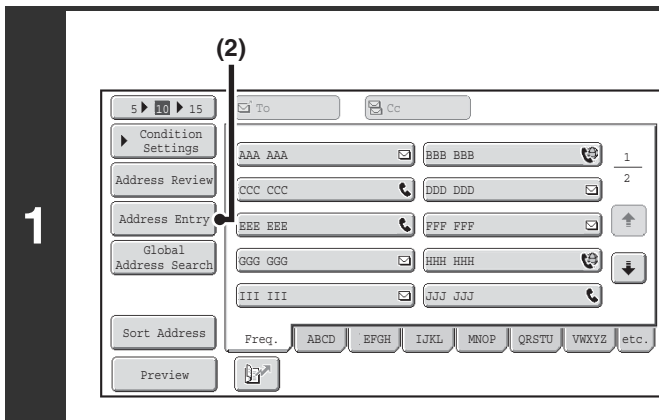 1
(2)
5 10 15
To
Cc
Condition
Settings
Address Review
Address Entry
Global
Address Search
Sort Address
Preview
AAA AAA
BBB BBB
CCC CCC
DDD DDD
EEE EEE
FFF FFF
GGG GGG
HHH HHH
III III
JJJ JJJ
1
2
Freq.
ABCD
EFGH
IJKL
MNOP
QRSTU
VWXYZ
etc.